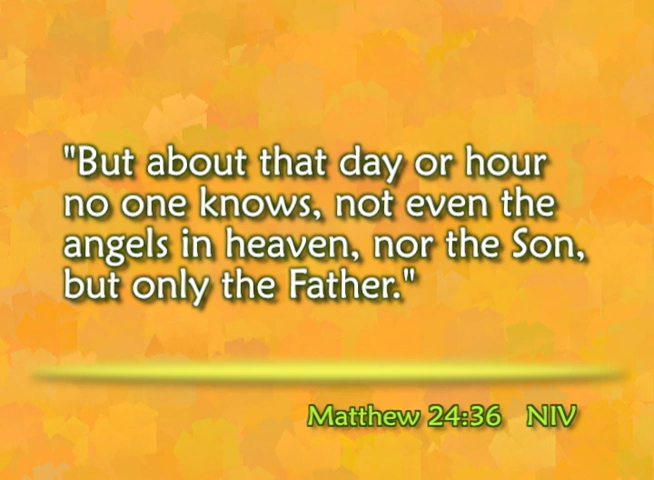 "But about that day or hour
no one knows, not even the
angels in heaven, nor the Son,
but only the Father."
Matthew 24:36 NIV